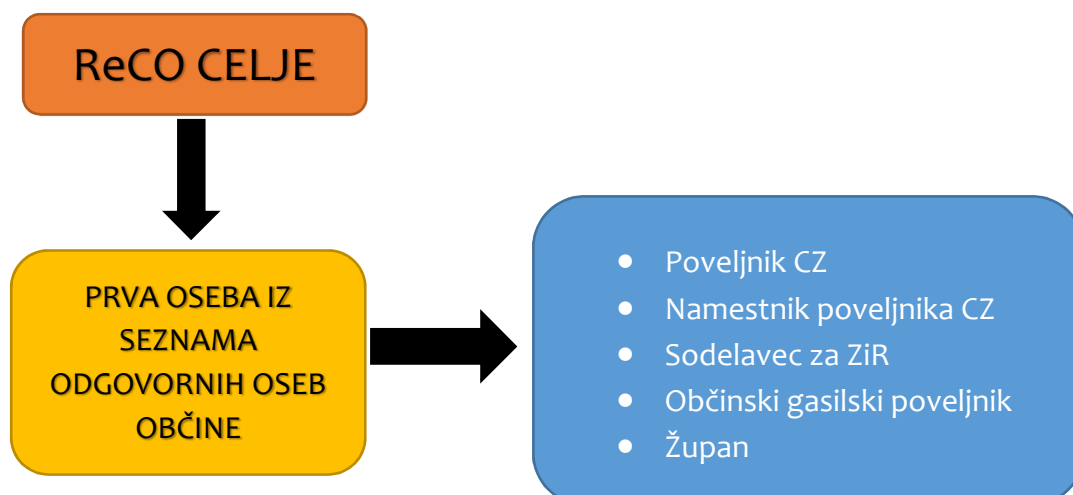 ReCO CELJE
PRVA OSEBA IZ
SEZNAMA
ODGOVORNIH OSEB
OBČINE
• Poveljnik CZ
• Namestnik poveljnika CZ
• Sodelavec za ZiR
• Občinski gasilski poveljnik
• Župan